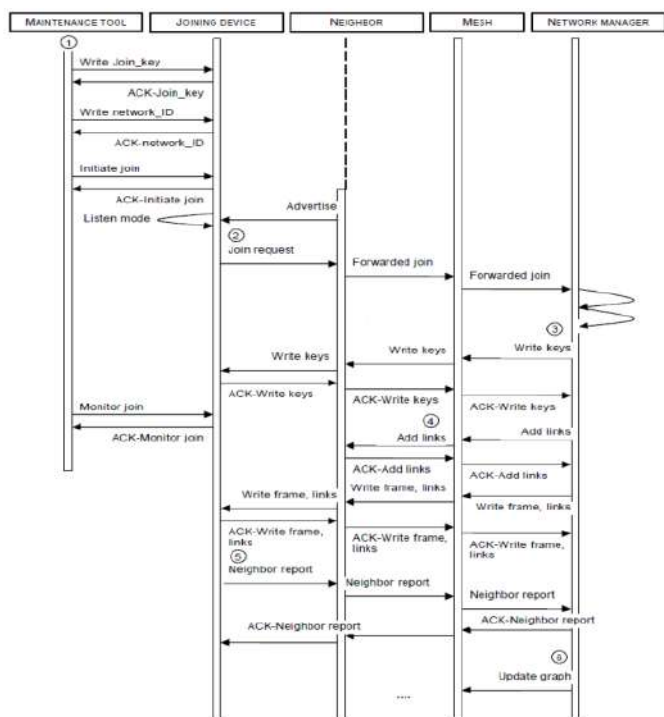 MAINTENANCE TOOL
JOINING DEVICE
NEIGHBOR
MESH
NETWORK MANAGER
1
Write Join_key
ACK-Join_key
Write network_ID
ACK-network_ID
Initiate join
ACK-Initiate join
Advertise
Listen mode
2
Join request
Forwarded join
Forwarded join
3
Write keys
Write keys
Write keys
ACK-Write keys
ACK-Write keys
ACK-Write keys
Monitor join
ACK-Monitor join
4
Add links
Add links
ACK-Add links
ACK-Add links
Write frame, links
Write frame, links
Write frame, links
ACK-Write frame,
links
ACK-Write frame,
links
ACK-Write frame,
links
5
Neighbor report
Neighbor report
Neighbor report
ACK-Neighbor report
ACK-Neighbor report
6
Update graph
....